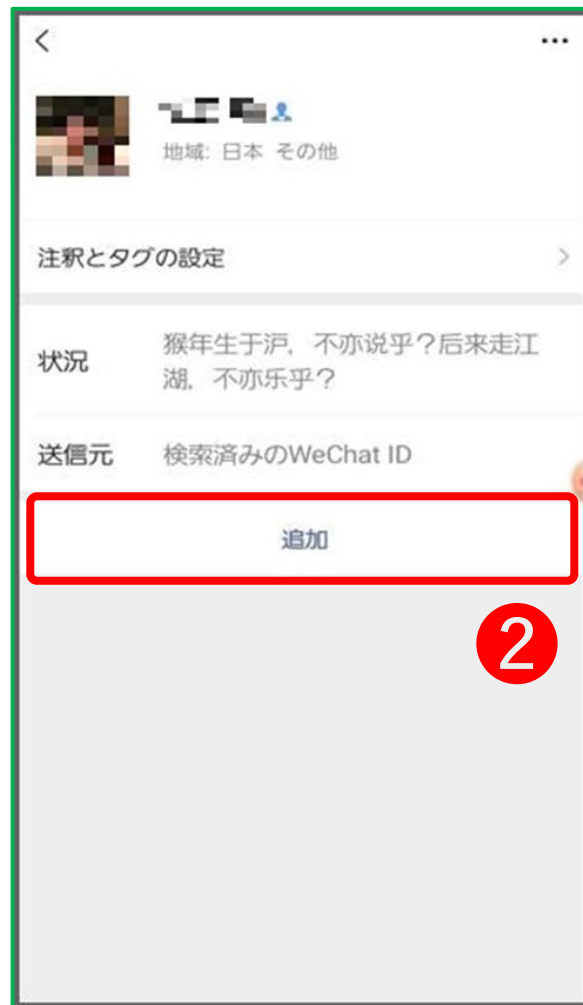 地域: 日本 その他
注釈とタグの設定
状況
猴年生于沪，不亦说乎？后来走江
湖，不亦乐乎？
送信元 検索済みのWeChat ID
追加
2